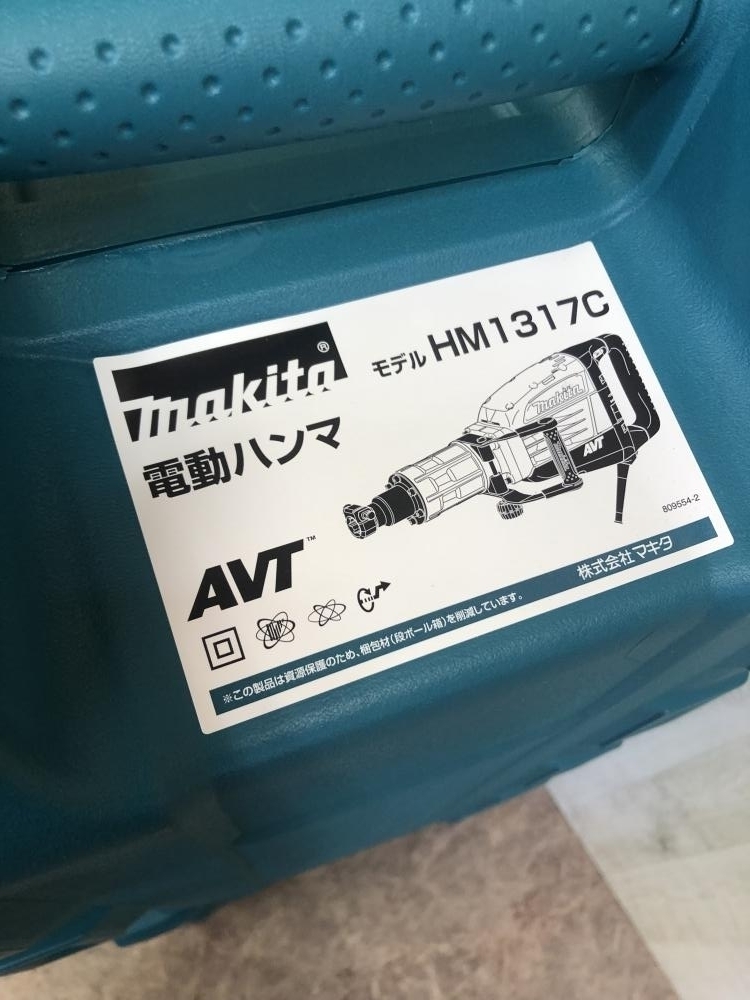 makita®
モデル HM1317C
電動ハンマ
makita
AVT
809554-2
AVT™
株式会社マキタ
※この製品は資源保護のため、梱包材(段ボール箱)を削減しています。